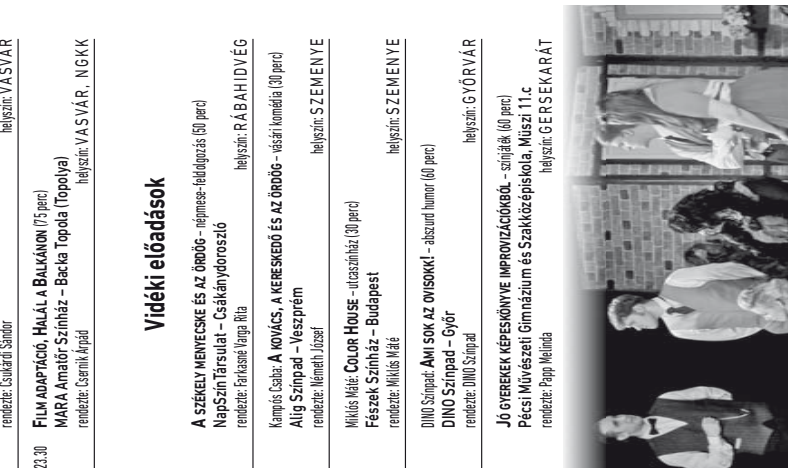 rendezte: Csukárdi Sándor
helyszín: VASVÁR
23.30 FILM ADAPTÁCIÓ, HALÁL A BALKÁNON (75 perc)
MARA Amatőr Színház – Backa Topola (Topolya)
rendezte: Csernik Árpád
helyszín: VASVÁR, NGKK
Vidéki előadások
A SZÉKELY MENYECSKE ÉS AZ ÖRDÖG – népmese-feldolgozás (50 perc)
NapSzínTársulat – Csákánydoroszló
rendezte: Farkasné Varga Rita
helyszín: RÁBAHIDVÉG
Kampós Csaba: A KOVÁCS, A KERESKEDŐ ÉS AZ ÖRDÖG – vásári komédia (30 perc)
Alig Színpad – Veszprém
rendezte: Németh József
helyszín: SZEMENYE
Miklós Máté: COLOR HOUSE – utcaszínház (30 perc)
Fészek Színház – Budapest
rendezte: Miklós Máté
helyszín: SZEMENYE
DINO Színpad: AMI SOK AZ OVISOKK! – abszurd humor (60 perc)
DINO Színpad – Győr
rendezte: DINO Színpad
helyszín: GYŐRVÁR
JÓ GYEREKEK KÉPESKÖNYVE IMPROVIZÁCIÓKBÓL – színjáték (60 perc)
Pécsi Művészeti Gimnázium és Szakközépiskola, Müszi 11.c
rendezte: Papp Melinda
helyszín: GERSEKARÁT